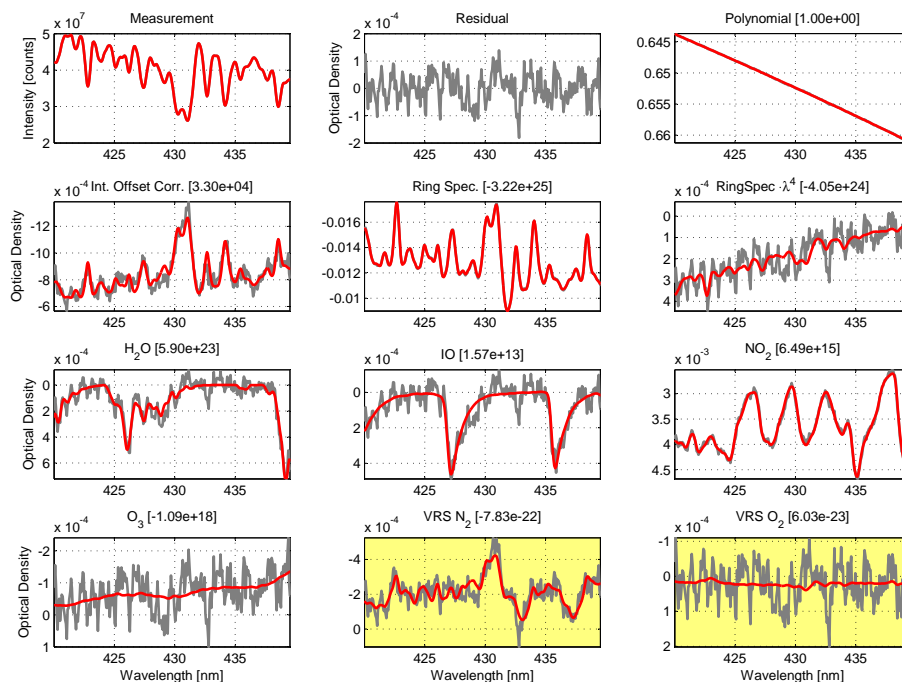 Measurement
Residual
Polynomial [1.00e+00]
x 10^7
x 10^-4
5
4
3
2
Intensity [counts]
425 430 435
2
1
0
-1
-2
Optical Density
425 430 435
0.645
0.65
0.655
0.66
425 430 435
x 10^-4 Int. Offset Corr. [3.30e+04]
Ring Spec. [-3.22e+25]
x 10^-4 RingSpec ·λ^4 [-4.05e+24]
-12
-10
-8
-6
Optical Density
425 430 435
-0.016
-0.014
-0.012
-0.01
425 430 435
0
1
2
3
4
425 430 435
x 10^-4 H2O [5.90e+23]
x 10^-4 IO [1.57e+13]
x 10^-3 NO2 [6.49e+15]
0
2
4
6
Optical Density
425 430 435
0
2
4
425 430 435
3
3.5
4
4.5
425 430 435
x 10^-4 O3 [-1.09e+18]
x 10^-4 VRS N2 [-7.83e-22]
x 10^-4 VRS O2 [6.03e-23]
-2
-1
0
1
Optical Density
425 430 435
Wavelength [nm]
-4
-2
0
425 430 435
Wavelength [nm]
-1
0
1
2
425 430 435
Wavelength [nm]